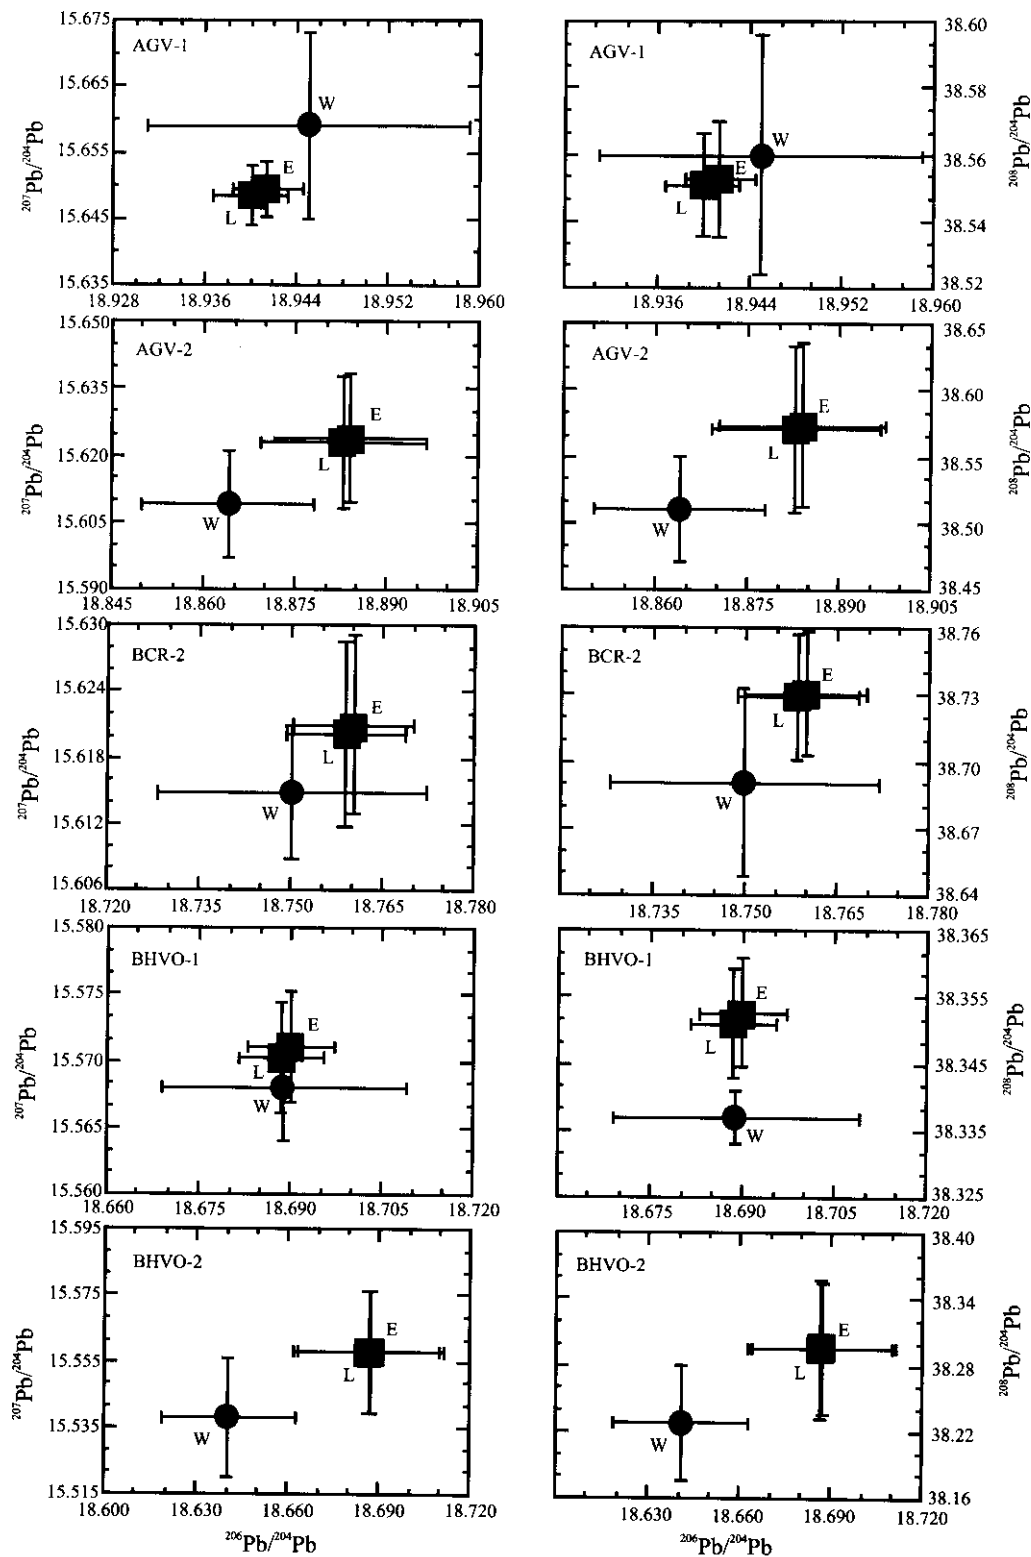 AGV-1
W
E
L
15.675
15.665
15.655
15.645
15.635
18.928
18.936
18.944
18.952
18.960
²⁰⁷Pb/²⁰⁴Pb
AGV-1
W
E
L
38.60
38.58
38.56
38.54
38.52
18.936
18.944
18.952
18.960
²⁰⁸Pb/²⁰⁴Pb
AGV-2
E
L
W
15.650
15.635
15.620
15.605
15.590
18.845
18.860
18.875
18.890
18.905
²⁰⁷Pb/²⁰⁴Pb
AGV-2
E
L
W
38.65
38.60
38.55
38.50
38.45
18.860
18.875
18.890
18.905
²⁰⁸Pb/²⁰⁴Pb
BCR-2
E
L
W
15.630
15.624
15.618
15.612
15.606
18.720
18.735
18.750
18.765
18.780
²⁰⁷Pb/²⁰⁴Pb
BCR-2
E
L
W
38.76
38.73
38.70
38.67
38.64
18.735
18.750
18.765
18.780
²⁰⁸Pb/²⁰⁴Pb
BHVO-1
E
L
W
15.580
15.575
15.570
15.565
15.560
18.660
18.675
18.690
18.705
18.720
²⁰⁷Pb/²⁰⁴Pb
BHVO-1
E
L
W
38.365
38.355
38.345
38.335
38.325
18.675
18.690
18.705
18.720
²⁰⁸Pb/²⁰⁴Pb
BHVO-2
E
L
W
15.595
15.575
15.555
15.535
15.515
18.600
18.630
18.660
18.690
18.720
²⁰⁷Pb/²⁰⁴Pb
²⁰⁶Pb/²⁰⁴Pb
BHVO-2
E
L
W
38.40
38.34
38.28
38.22
38.16
18.630
18.660
18.690
18.720
²⁰⁸Pb/²⁰⁴Pb
²⁰⁶Pb/²⁰⁴Pb